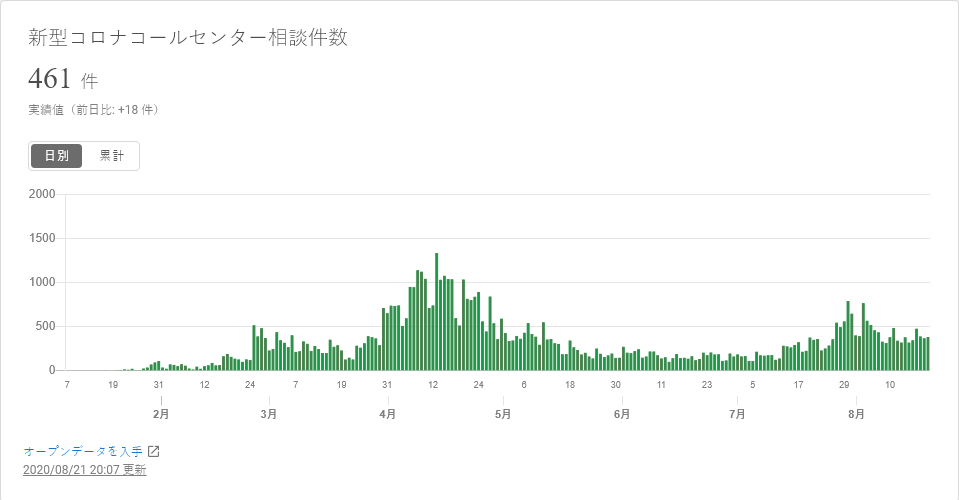 新型コロナコールセンター相談件数
461 件
実績値（前日比: +18 件）
日別 累計
2000
1500
1000
500
0
7 19 31 12 24 7 19 31 12 24 6 18 30 11 23 5 17 29 10
2月 3月 4月 5月 6月 7月 8月
オープンデータを入手
2020/08/21 20:07 更新